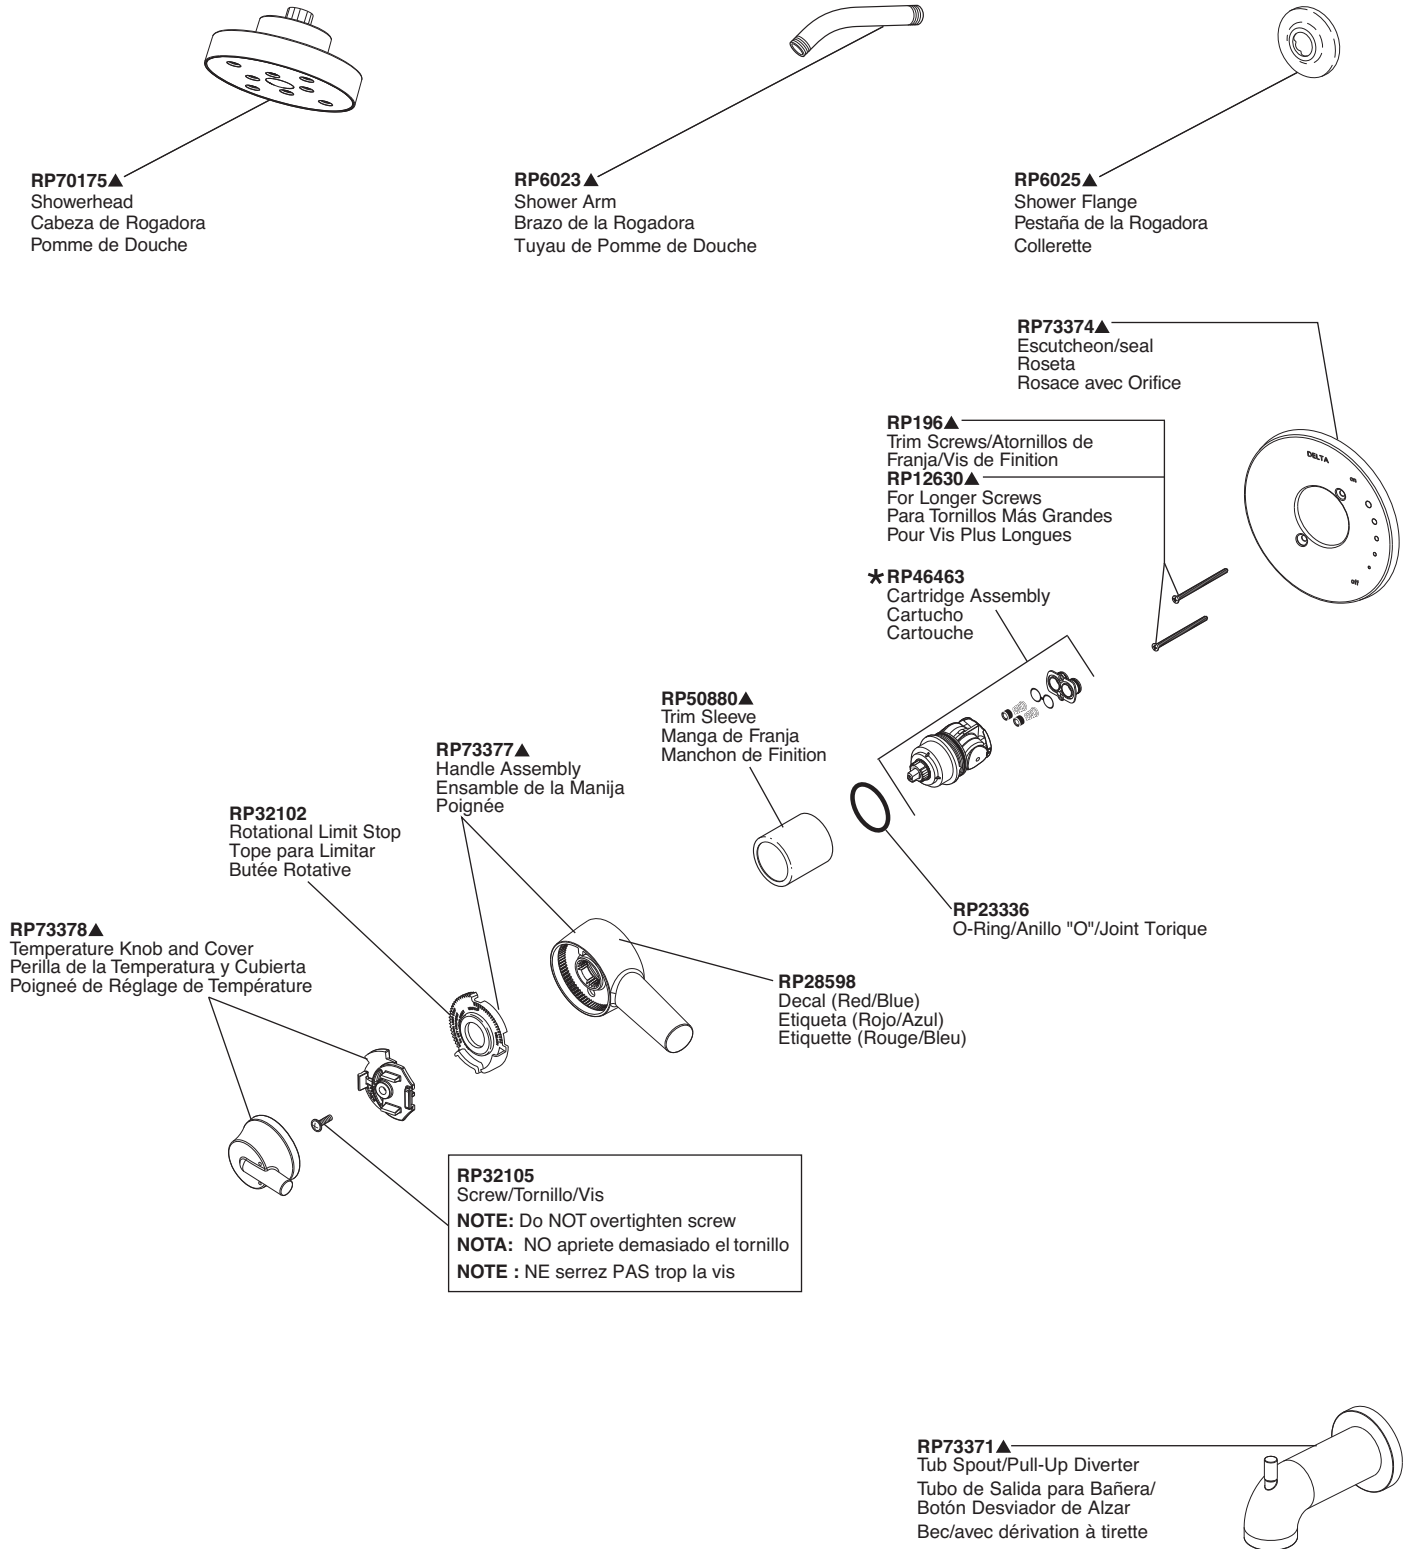 RP70175▲
Showerhead
Cabeza de Rogadora
Pomme de Douche
RP6023▲
Shower Arm
Brazo de la Rogadora
Tuyau de Pomme de Douche
RP6025▲
Shower Flange
Pestaña de la Rogadora
Collerette
RP73374▲
Escutcheon/seal
Roseta
Rosace avec Orifice
DELTA
on
off
RP196▲
Trim Screws/Atornillos de
Franja/Vis de Finition
RP12630▲
For Longer Screws
Para Tornillos Más Grandes
Pour Vis Plus Longues
*RP46463
Cartridge Assembly
Cartucho
Cartouche
RP50880▲
Trim Sleeve
Manga de Franja
Manchon de Finition
RP73377▲
Handle Assembly
Ensamble de la Manija
Poignée
RP32102
Rotational Limit Stop
Tope para Limitar
Butée Rotative
RP23336
O-Ring/Anillo "O"/Joint Torique
RP73378▲
Temperature Knob and Cover
Perilla de la Temperatura y Cubierta
Poigneé de Réglage de Température
RP28598
Decal (Red/Blue)
Etiqueta (Rojo/Azul)
Etiquette (Rouge/Bleu)
RP32105
Screw/Tornillo/Vis
NOTE: Do NOT overtighten screw
NOTA: NO apriete demasiado el tornillo
NOTE : NE serrez PAS trop la vis
RP73371▲
Tub Spout/Pull-Up Diverter
Tubo de Salida para Bañera/
Botón Desviador de Alzar
Bec/avec dérivation à tirette